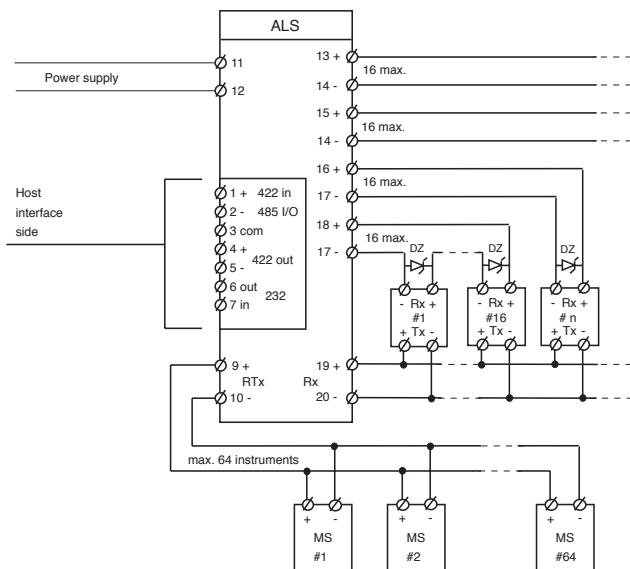 ALS
11
Power supply
12
13 +
16 max.
14 -
15 +
16 max.
14 -
16 +
16 max.
17 -
18 +
16 max.
17 -
Host
interface
side
1 + 422 in
2 - 485 I/O
3 com
4 +
422 out
5 -
6 out
232
7 in
DZ
DZ
DZ
- Rx +
#1
+ Tx -
- Rx +
#16
+ Tx -
- Rx +
# n
+ Tx -
9 +
RTx
10 -
19 +
Rx
20 -
max. 64 instruments
+ -
MS
#1
+ -
MS
#2
+ -
MS
#64